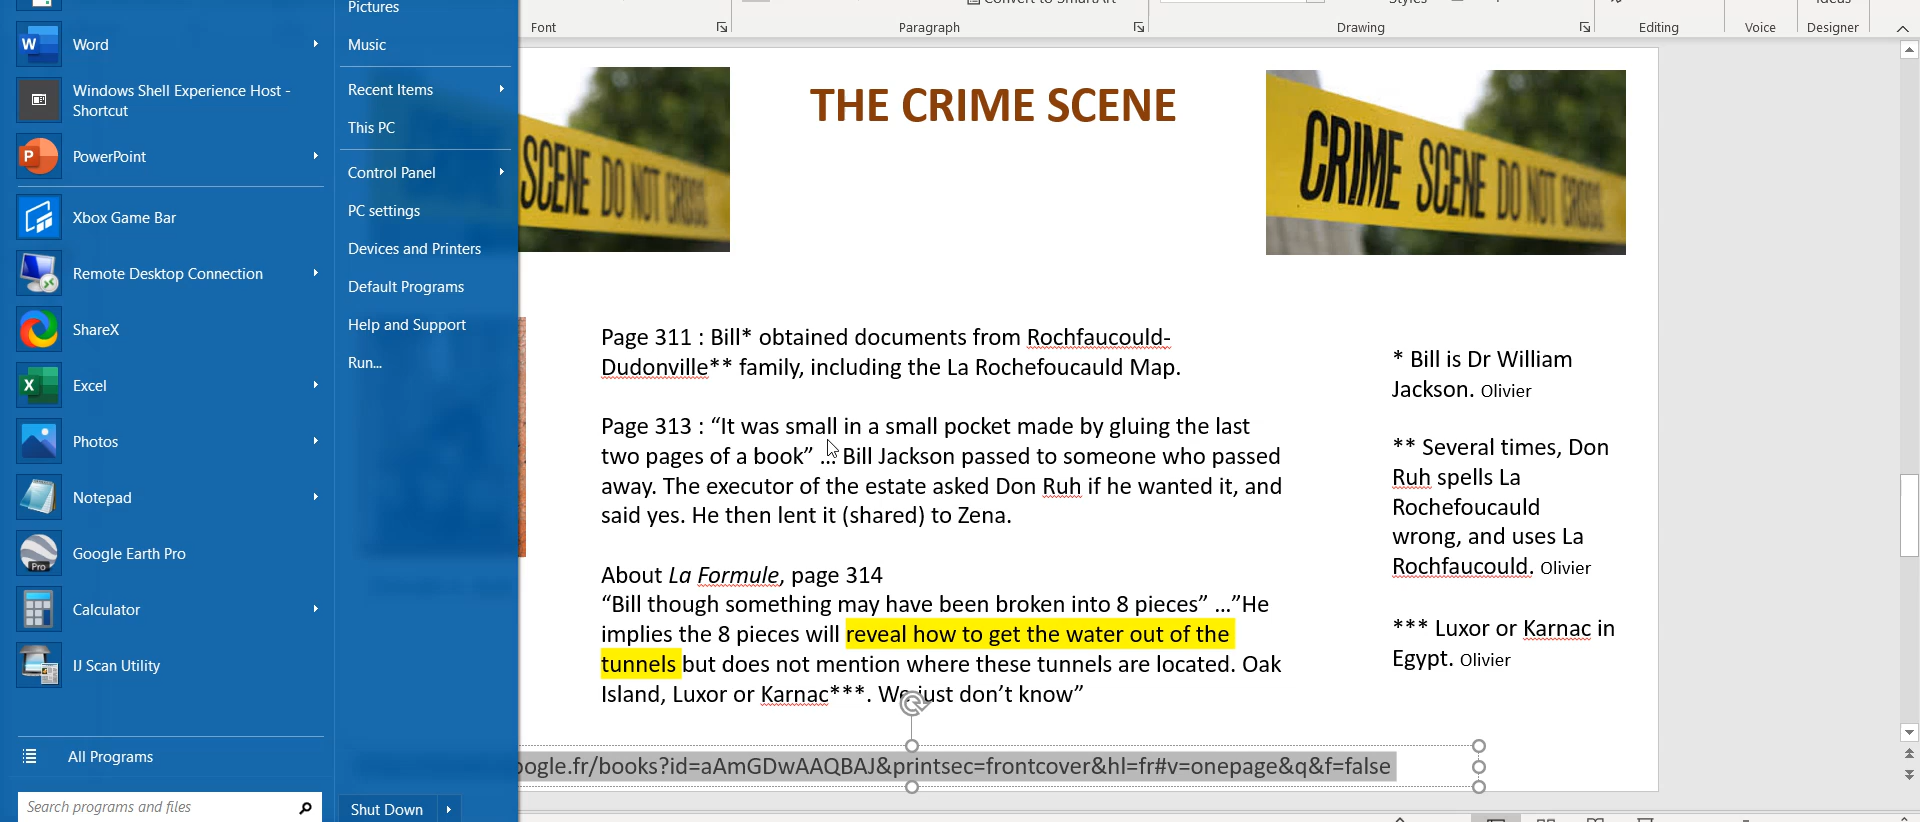 Pictures
Word
Music
Windows Shell Experience Host -
Shortcut
Recent Items
This PC
PowerPoint
Control Panel
PC settings
Xbox Game Bar
Devices and Printers
Remote Desktop Connection
Default Programs
ShareX
Help and Support
Run...
Excel
Photos
Notepad
Google Earth Pro
Pro
Calculator
IJ Scan Utility
All Programs
Search programs and files
Shut Down
Convert to SmartArt
Styles
Ideas
Font
Paragraph
Drawing
Editing
Voice
Designer
SCENE DO NOT CROSS
THE CRIME SCENE
CRIME SCENE DO NOT CROSS
Page 311 : Bill* obtained documents from Rochfaucould-
Dudonville** family, including the La Rochefoucauld Map.
Page 313 : “It was small in a small pocket made by gluing the last
two pages of a book” ... Bill Jackson passed to someone who passed
away. The executor of the estate asked Don Ruh if he wanted it, and
said yes. He then lent it (shared) to Zena.
About La Formule, page 314
“Bill though something may have been broken into 8 pieces” ...”He
implies the 8 pieces will reveal how to get the water out of the
tunnels but does not mention where these tunnels are located. Oak
Island, Luxor or Karnac***. We just don’t know”
* Bill is Dr William
Jackson. Olivier
** Several times, Don
Ruh spells La
Rochefoucauld
wrong, and uses La
Rochfaucould. Olivier
*** Luxor or Karnac in
Egypt. Olivier
oogle.fr/books?id=aAmGDwAAQBAJ&printsec=frontcover&hl=fr#v=onepage&q&f=false